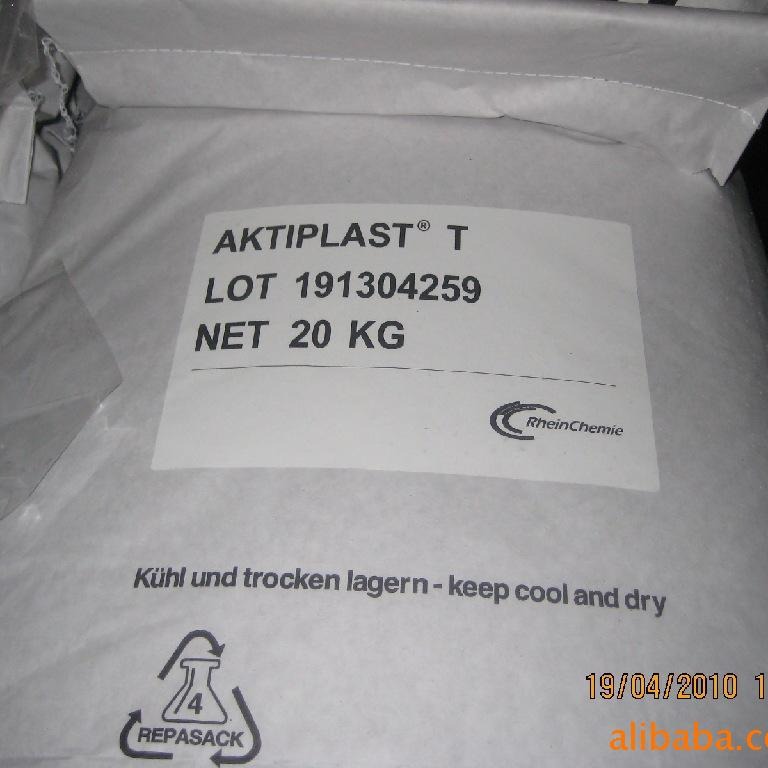 AKTIPLAST® T
LOT 191304259
NET 20 KG
RheinChemie
Kühl und trocken lagern - keep cool and dry
4
REPASACK
19/04/2010 1
alibaba.co